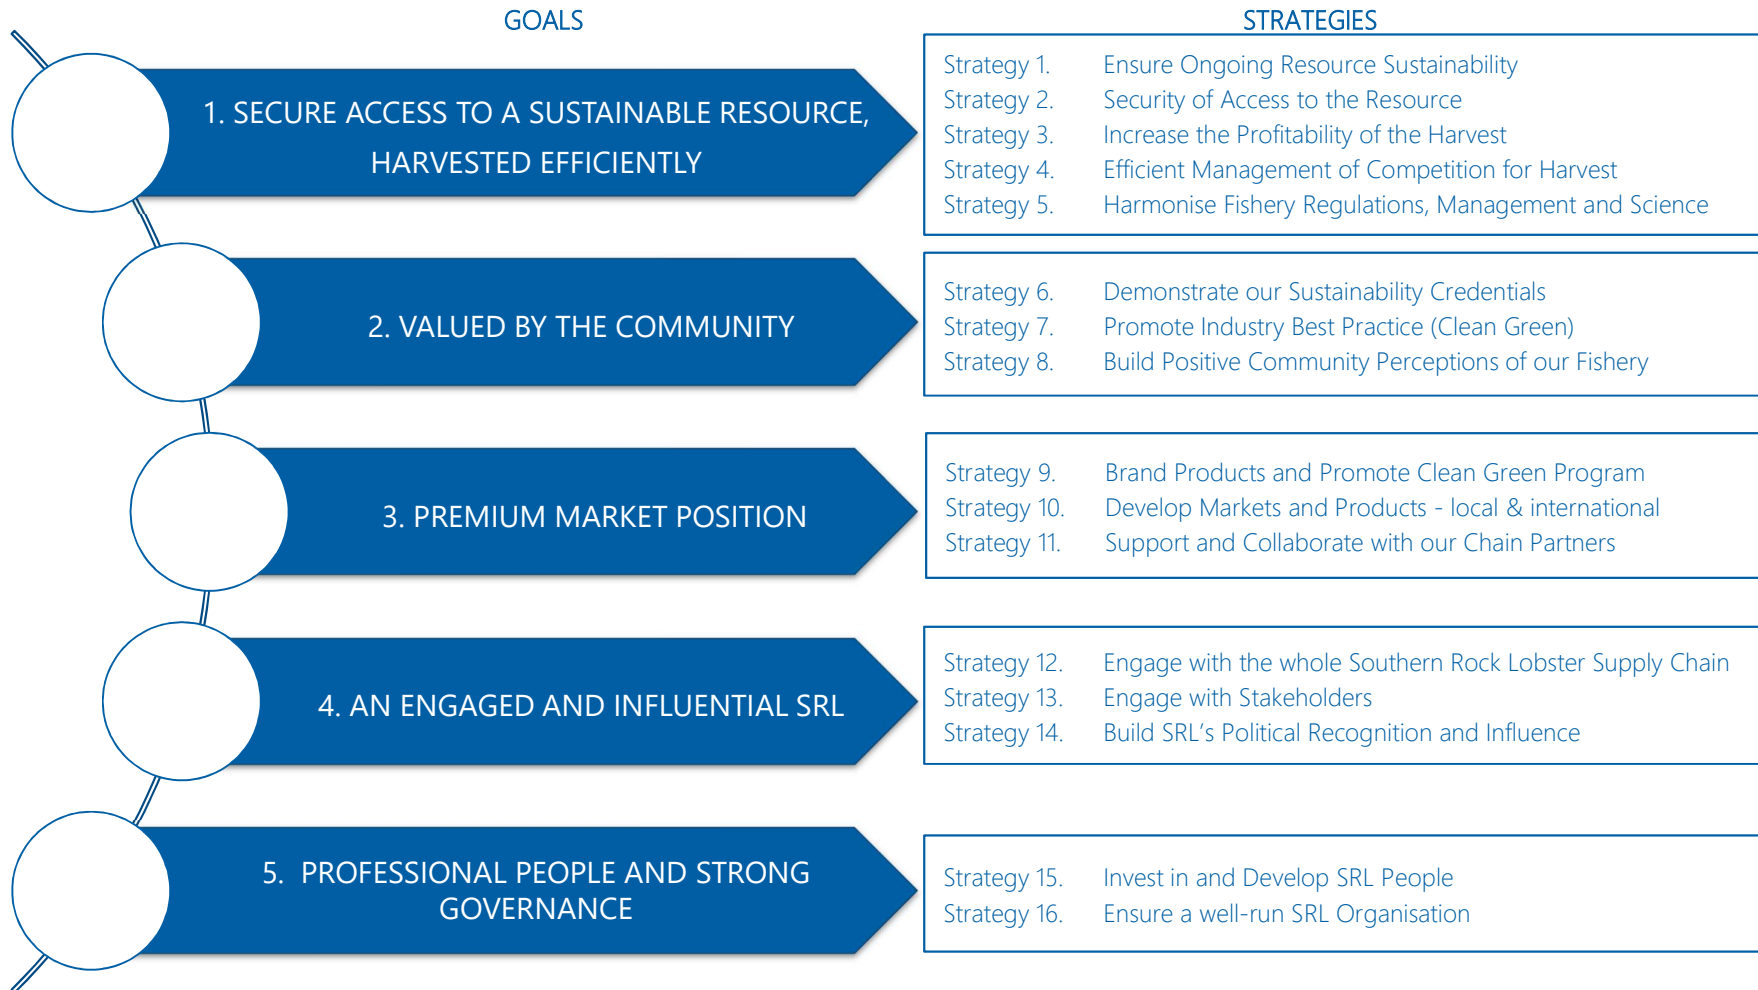 GOALS
STRATEGIES
1. SECURE ACCESS TO A SUSTAINABLE RESOURCE,
HARVESTED EFFICIENTLY
Strategy 1. Ensure Ongoing Resource Sustainability
Strategy 2. Security of Access to the Resource
Strategy 3. Increase the Profitability of the Harvest
Strategy 4. Efficient Management of Competition for Harvest
Strategy 5. Harmonise Fishery Regulations, Management and Science
2. VALUED BY THE COMMUNITY
Strategy 6. Demonstrate our Sustainability Credentials
Strategy 7. Promote Industry Best Practice (Clean Green)
Strategy 8. Build Positive Community Perceptions of our Fishery
3. PREMIUM MARKET POSITION
Strategy 9. Brand Products and Promote Clean Green Program
Strategy 10. Develop Markets and Products - local & international
Strategy 11. Support and Collaborate with our Chain Partners
4. AN ENGAGED AND INFLUENTIAL SRL
Strategy 12. Engage with the whole Southern Rock Lobster Supply Chain
Strategy 13. Engage with Stakeholders
Strategy 14. Build SRL’s Political Recognition and Influence
5. PROFESSIONAL PEOPLE AND STRONG
GOVERNANCE
Strategy 15. Invest in and Develop SRL People
Strategy 16. Ensure a well-run SRL Organisation